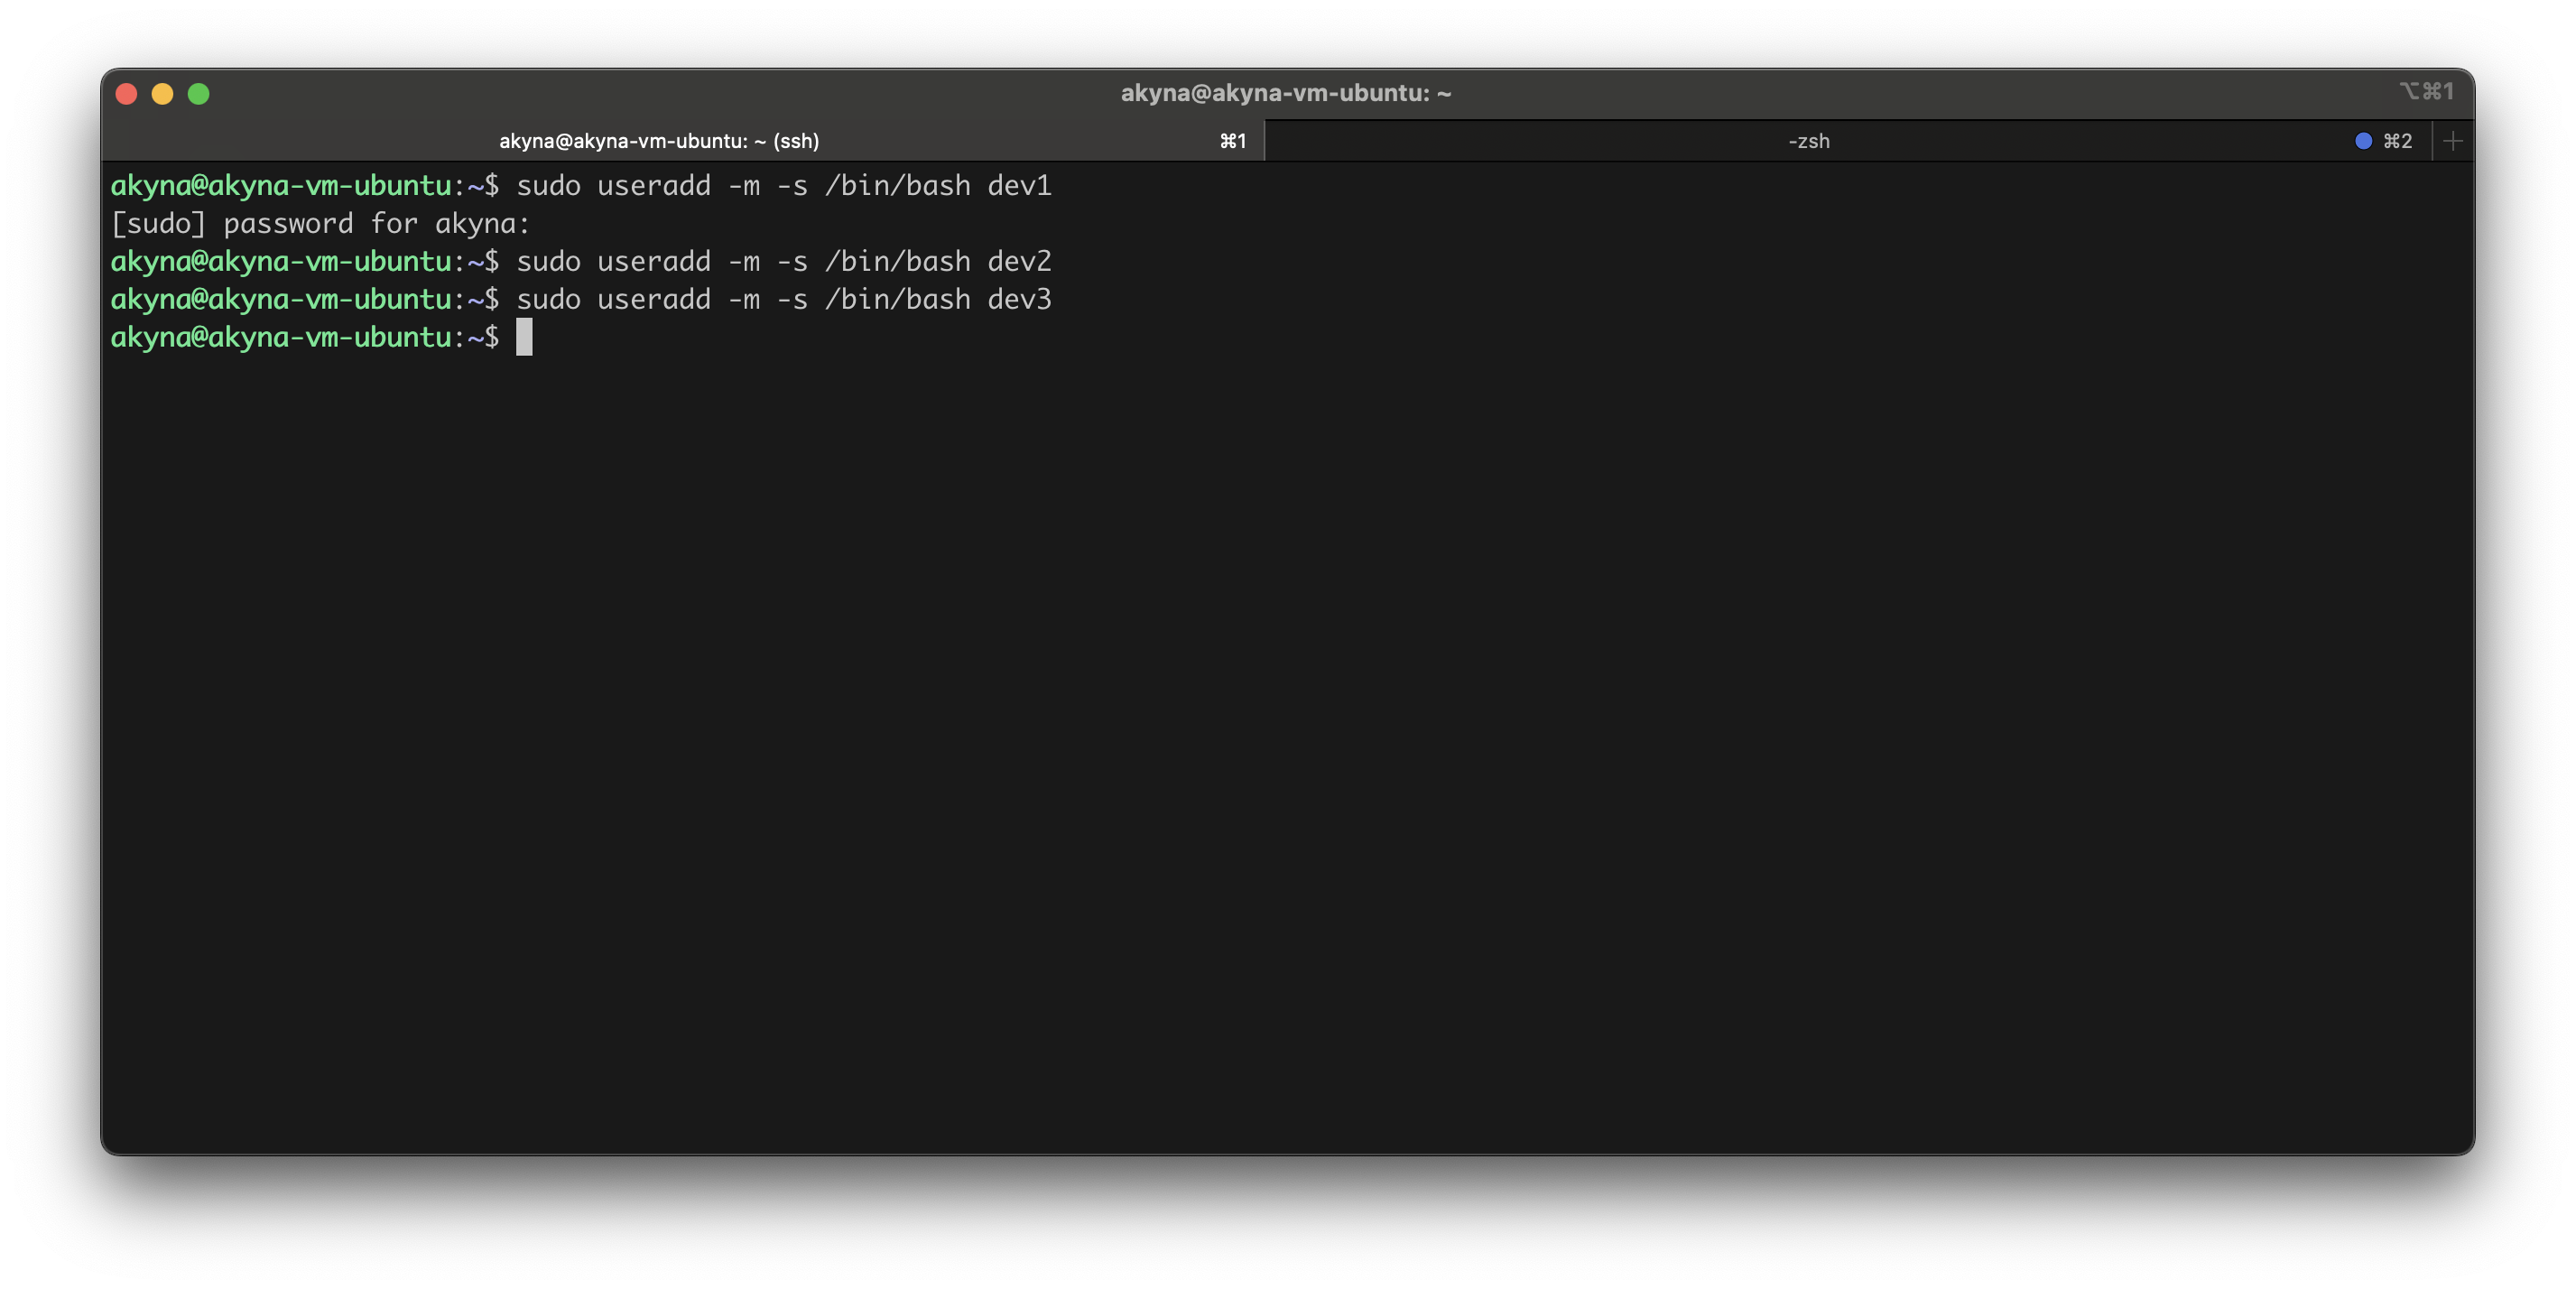 akyna@akyna-vm-ubuntu: ~
⌥⌘1
akyna@akyna-vm-ubuntu: ~ (ssh) ⌘1
-zsh ⌘2
akyna@akyna-vm-ubuntu:~$ sudo useradd -m -s /bin/bash dev1
[sudo] password for akyna:
akyna@akyna-vm-ubuntu:~$ sudo useradd -m -s /bin/bash dev2
akyna@akyna-vm-ubuntu:~$ sudo useradd -m -s /bin/bash dev3
akyna@akyna-vm-ubuntu:~$